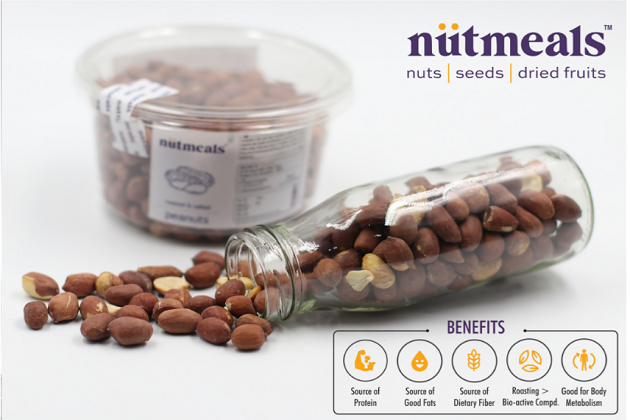 nütmeals™
nuts | seeds | dried fruits
nutmeals
peanuts
BENEFITS
Source of
Protein
Source of
Good Fats
Source of
Dietary Fiber
Roasting >
Bio-active Compd.
Good for Body
Metabolism